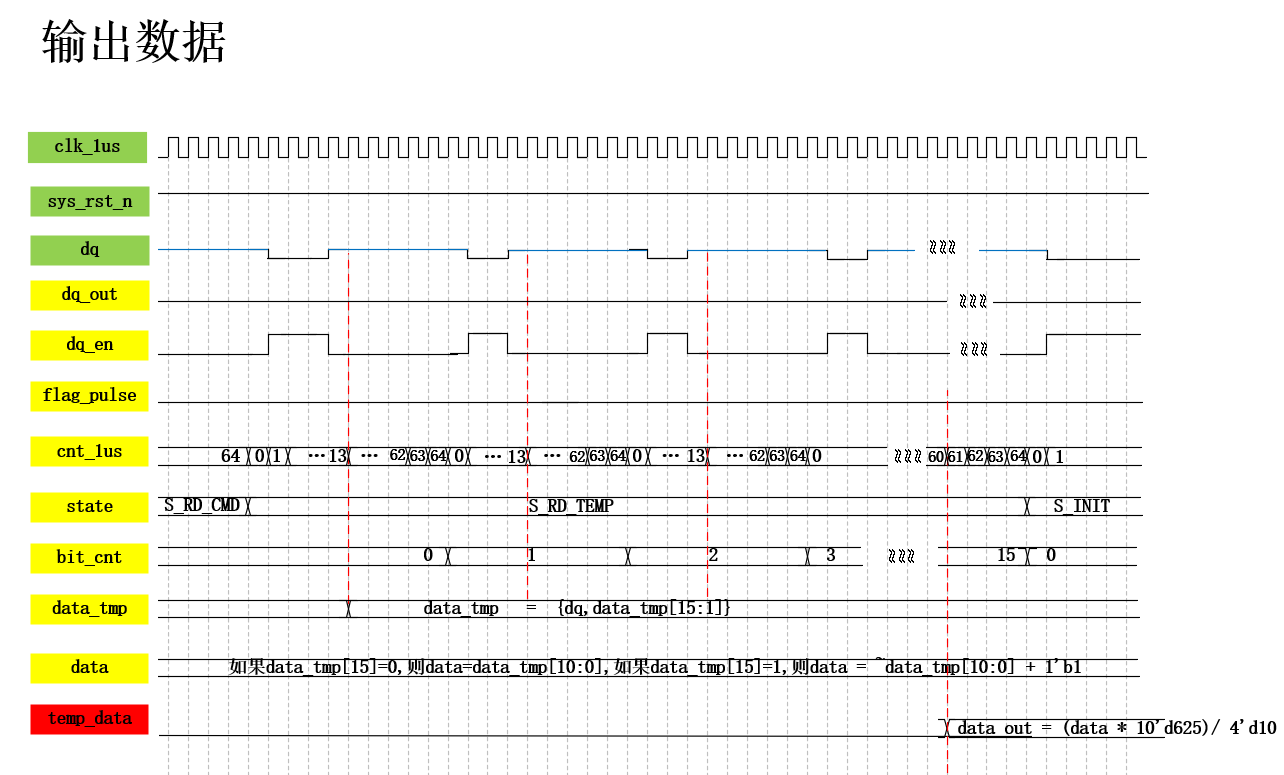 输出数据
clk_1us
sys_rst_n
dq
dq_out
dq_en
flag_pulse
cnt_1us 64 0 1 …13 … 62 63 64 0 …13 … 62 63 64 0 … 13 … 62 63 64 0 60 61 62 63 64 0 1
state S_RD_CMD S_RD_TEMP S_INIT
bit_cnt 0 1 2 3 15 0
data_tmp data_tmp = {dq,data_tmp[15:1]}
data 如果data_tmp[15]=0,则data=data_tmp[10:0],如果data_tmp[15]=1,则data = ~data_tmp[10:0] + 1'b1
temp_data data out = (data * 10'd625)/ 4'd10